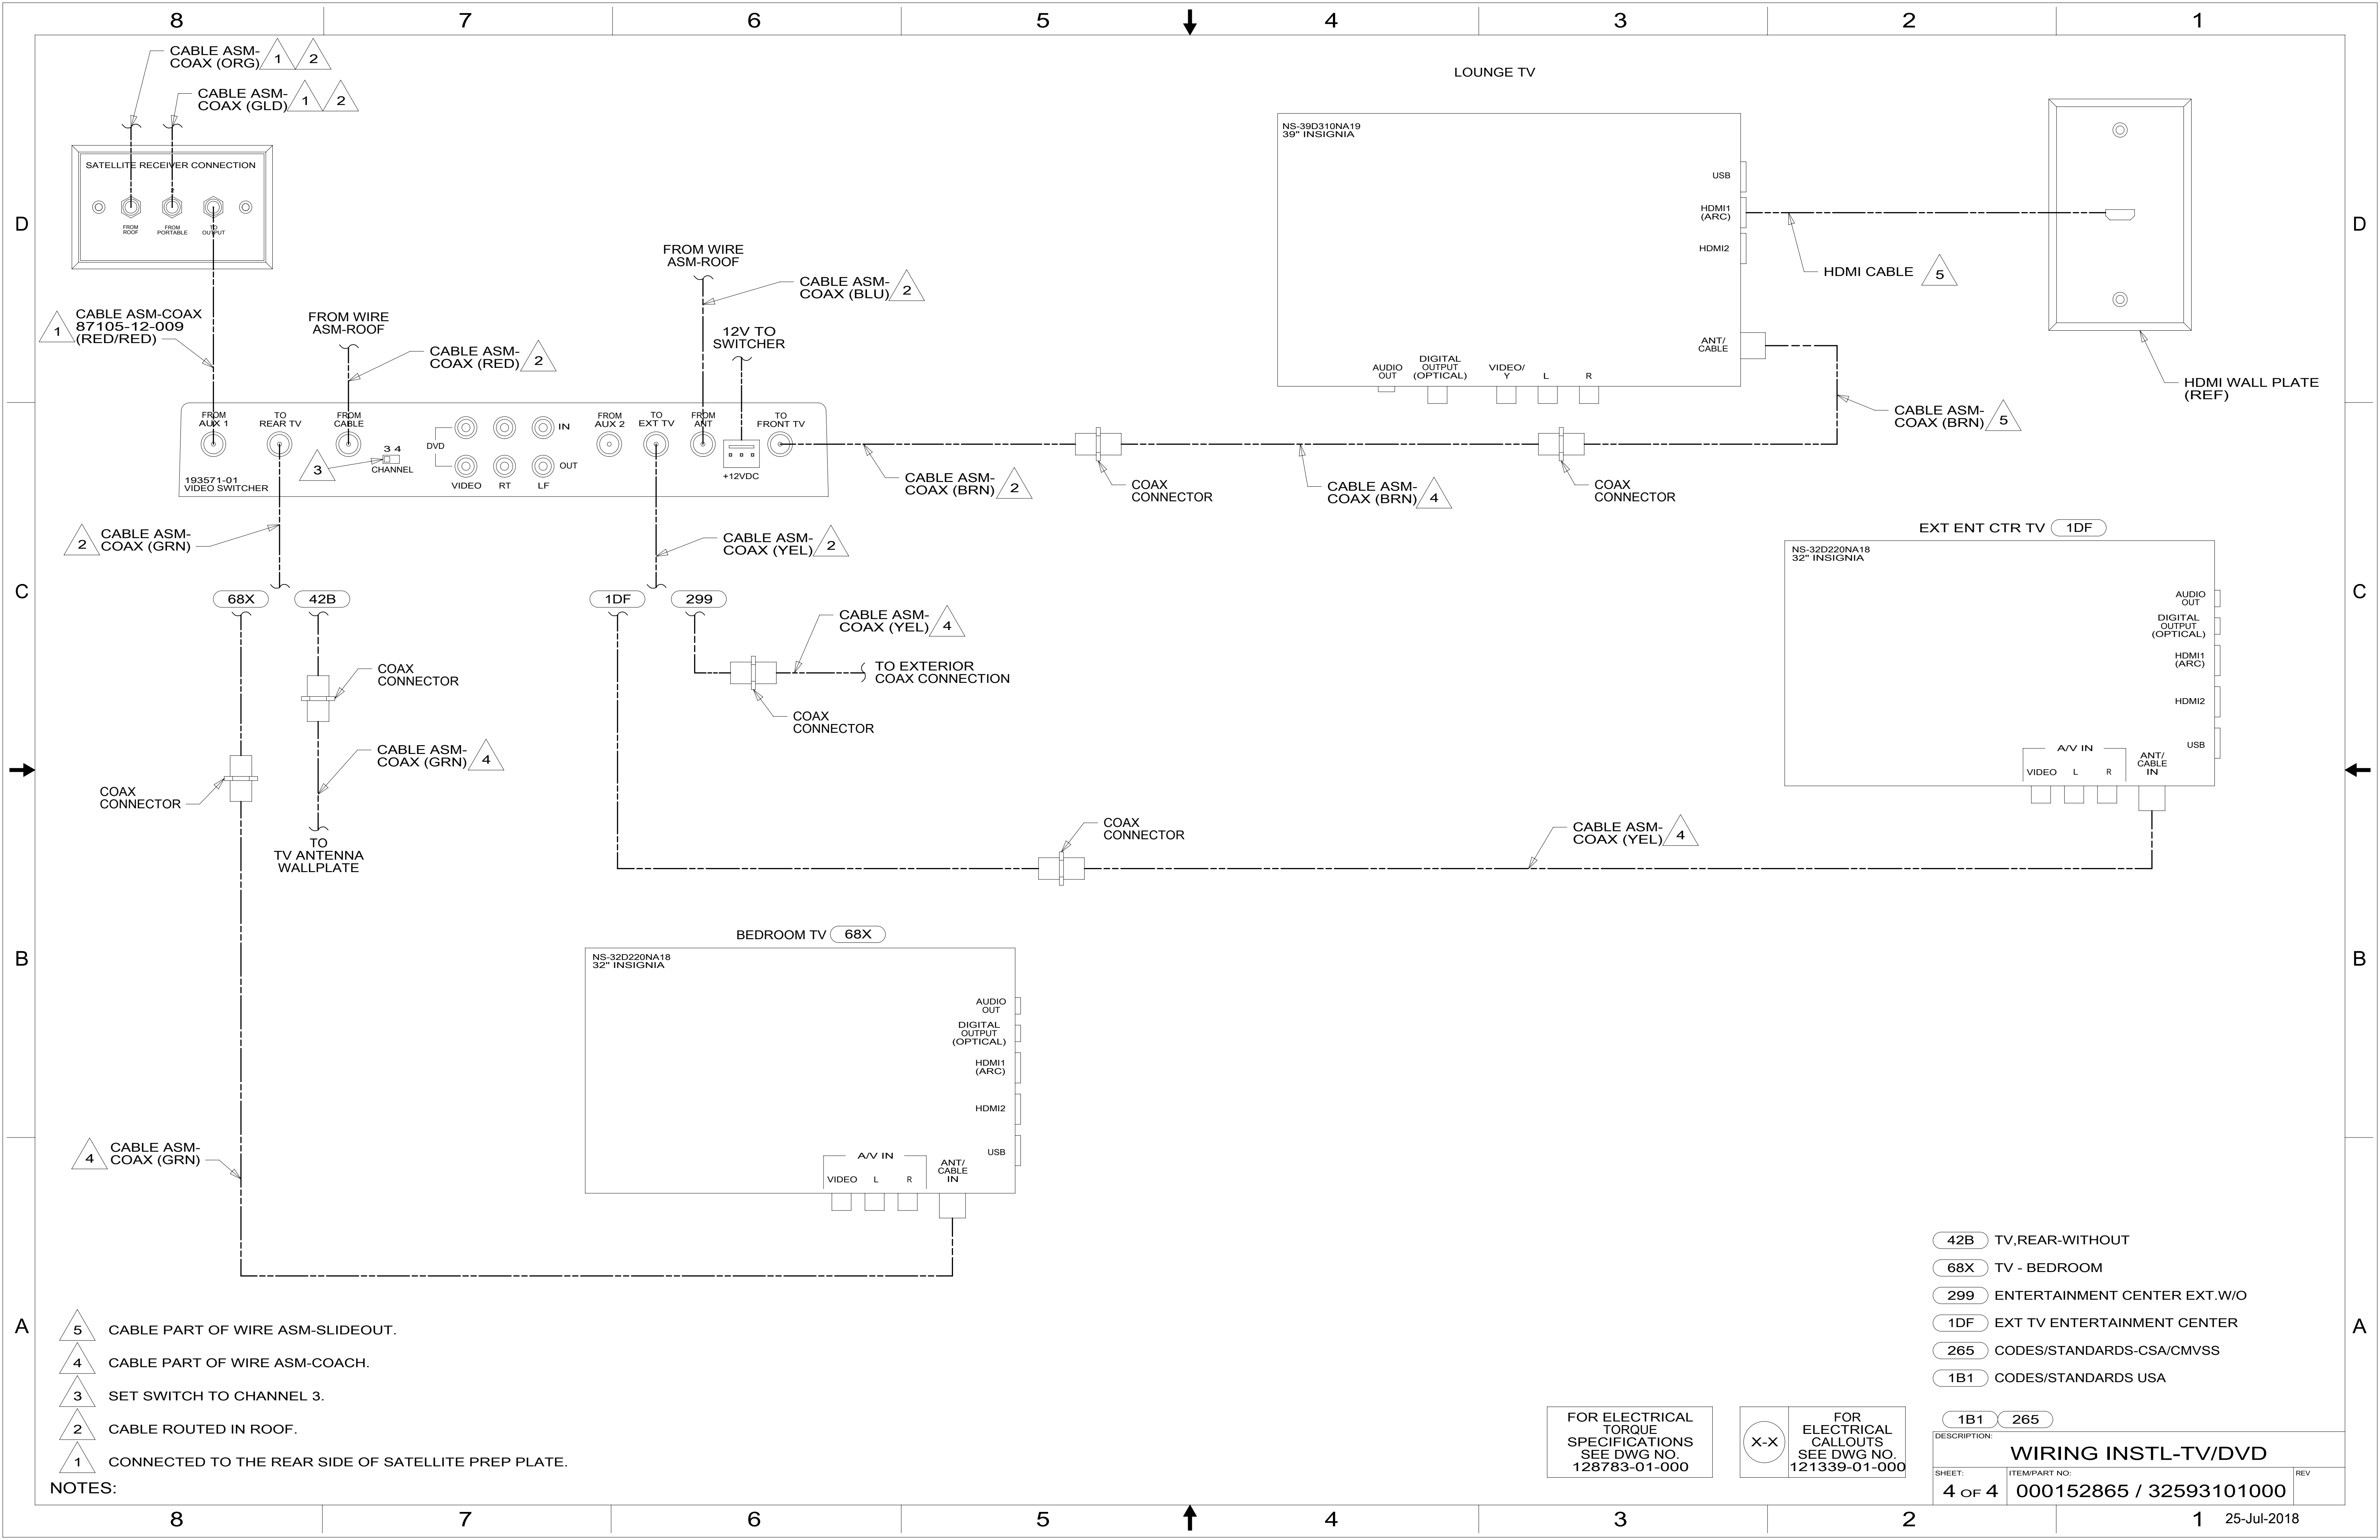 8 7 6 5 4 3 2 1
CABLE ASM-
COAX (ORG) 1 2
CABLE ASM-
COAX (GLD) 1 2
SATELLITE RECEIVER CONNECTION
2
FROM
ROOF
FROM
PORTABLE
TO
OUTPUT
D
D
LOUNGE TV
NS-39D310NA19
39" INSIGNIA
USB
HDMI1
(ARC)
HDMI2
ANT/
CABLE
AUDIO
OUT
DIGITAL
OUTPUT
(OPTICAL)
VIDEO/
Y
L
R
HDMI CABLE 5
HDMI WALL PLATE
(REF)
CABLE ASM-
COAX (BRN) 5
1 CABLE ASM-COAX
87105-12-009
(RED/RED)
FROM WIRE
ASM-ROOF
CABLE ASM-
COAX (RED) 2
FROM WIRE
ASM-ROOF
CABLE ASM-
COAX (BLU) 2
12V TO
SWITCHER
FROM
AUX 1
TO
REAR TV
FROM
CABLE
3 4
CHANNEL
3
DVD
IN
OUT
VIDEO
RT
LF
FROM
AUX 2
TO
EXT TV
FROM
ANT
+12VDC
TO
FRONT TV
193571-01
VIDEO SWITCHER
CABLE ASM-
COAX (BRN) 2
COAX
CONNECTOR
CABLE ASM-
COAX (BRN) 4
COAX
CONNECTOR
2 CABLE ASM-
COAX (GRN)
CABLE ASM-
COAX (YEL) 2
C
C
68X
42B
1DF
299
CABLE ASM-
COAX (YEL) 4
TO EXTERIOR
COAX CONNECTION
COAX
CONNECTOR
COAX
CONNECTOR
CABLE ASM-
COAX (GRN) 4
COAX
CONNECTOR
TO
TV ANTENNA
WALLPLATE
EXT ENT CTR TV 1DF
NS-32D220NA18
32" INSIGNIA
AUDIO
OUT
DIGITAL
OUTPUT
(OPTICAL)
HDMI1
(ARC)
HDMI2
USB
A/V IN
VIDEO
L
R
ANT/
CABLE
IN
COAX
CONNECTOR
CABLE ASM-
COAX (YEL) 4
B
B
BEDROOM TV 68X
NS-32D220NA18
32" INSIGNIA
AUDIO
OUT
DIGITAL
OUTPUT
(OPTICAL)
HDMI1
(ARC)
HDMI2
USB
A/V IN
VIDEO
L
R
ANT/
CABLE
IN
4 CABLE ASM-
COAX (GRN)
A
A
5 CABLE PART OF WIRE ASM-SLIDEOUT.
4 CABLE PART OF WIRE ASM-COACH.
3 SET SWITCH TO CHANNEL 3.
2 CABLE ROUTED IN ROOF.
1 CONNECTED TO THE REAR SIDE OF SATELLITE PREP PLATE.
NOTES:
42B TV,REAR-WITHOUT
68X TV - BEDROOM
299 ENTERTAINMENT CENTER EXT.W/O
1DF EXT TV ENTERTAINMENT CENTER
265 CODES/STANDARDS-CSA/CMVSS
1B1 CODES/STANDARDS USA
FOR ELECTRICAL
TORQUE
SPECIFICATIONS
SEE DWG NO.
128783-01-000
X-X
FOR
ELECTRICAL
CALLOUTS
SEE DWG NO.
121339-01-000
1B1 265
DESCRIPTION:
WIRING INSTL-TV/DVD
SHEET:
4 OF 4
ITEM/PART NO:
000152865 / 32593101000
REV
8 7 6 5 4 3 2 1
25-Jul-2018